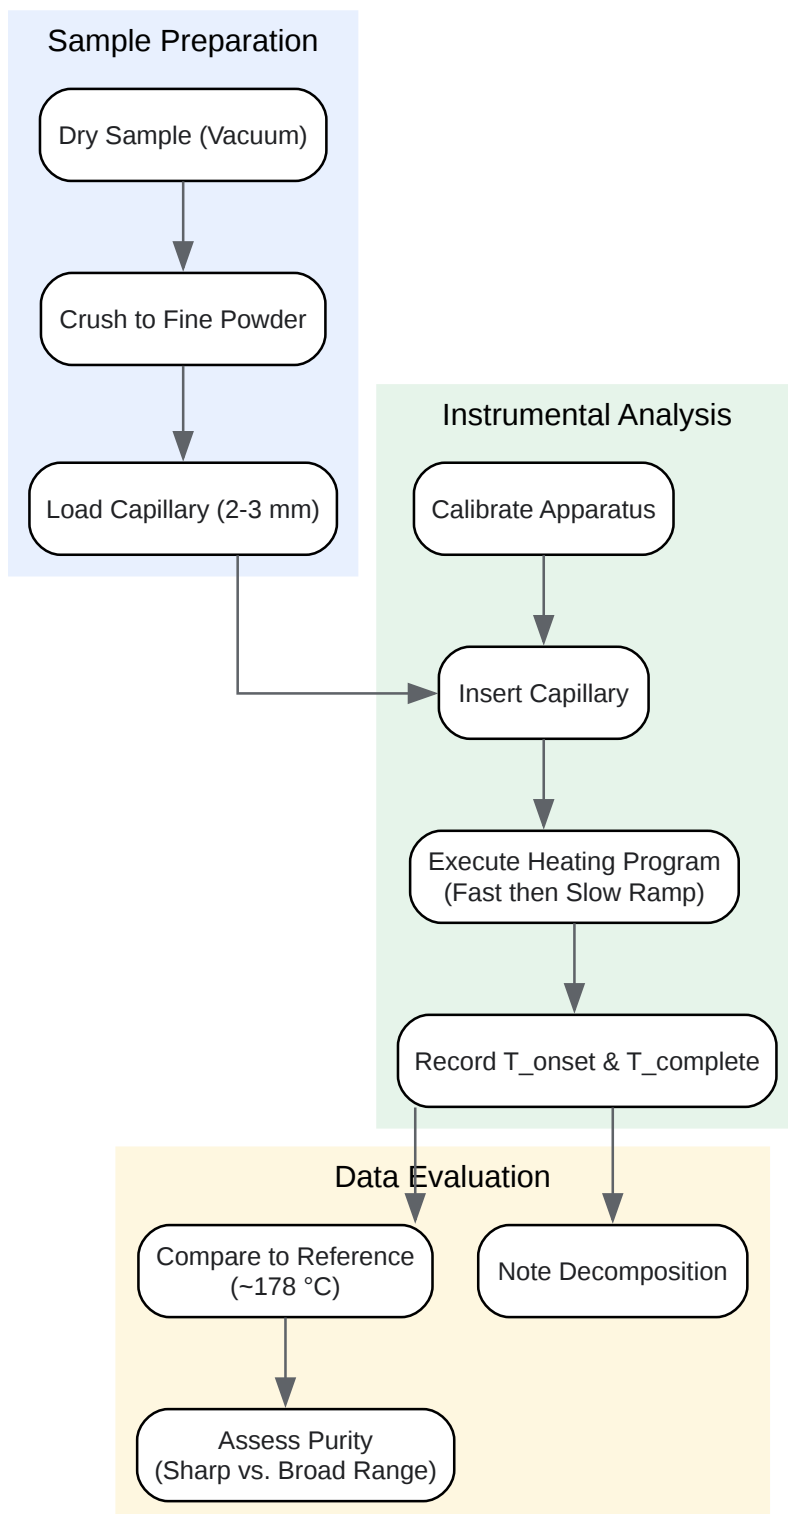 Sample Preparation
Dry Sample (Vacuum)
Crush to Fine Powder
Load Capillary (2-3 mm)
Instrumental Analysis
Calibrate Apparatus
Insert Capillary
Execute Heating Program
(Fast then Slow Ramp)
Record T_onset & T_complete
Data Evaluation
Compare to Reference
(~178 °C)
Note Decomposition
Assess Purity
(Sharp vs. Broad Range)